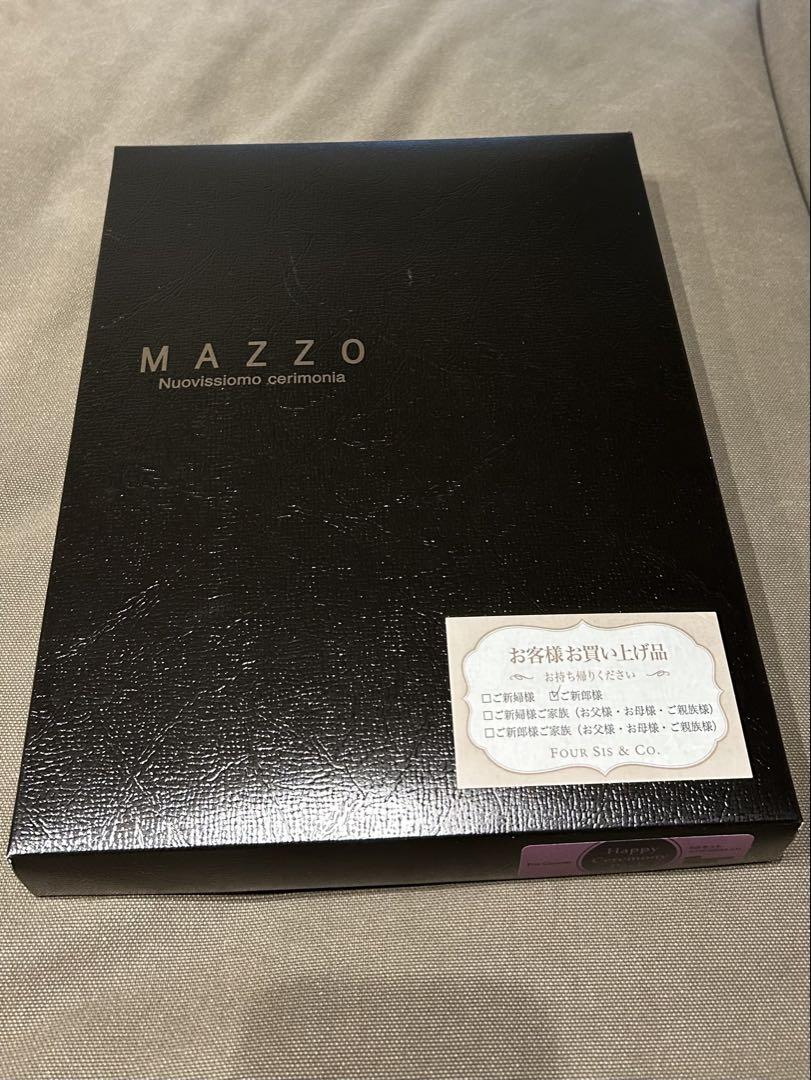 MAZZO
Nuovissiomo cerimonia
お客様お買い上げ品
お持ち帰りください
□ご新婦様 ☑ご新郎様
□ご新婦様ご家族(お父様・お母様・ご親族様)
□ご新郎様ご家族(お父様・お母様・ご親族様)
FOUR SIS & CO.
Happy
Ceremony